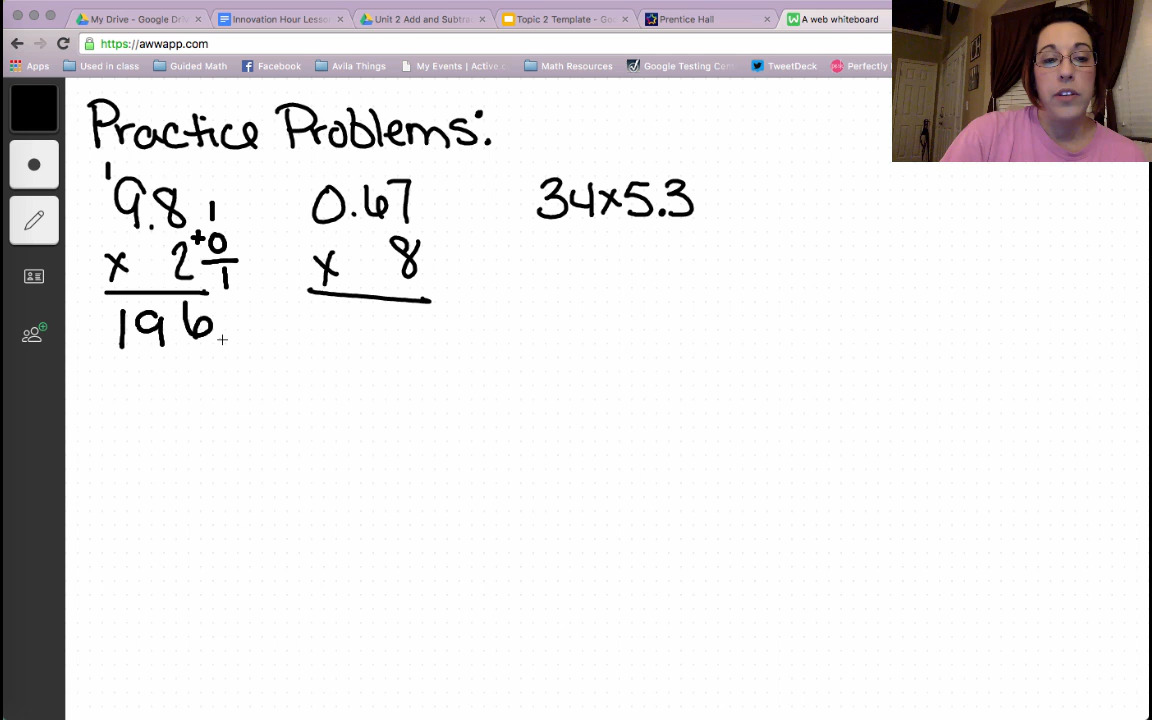 My Drive - Google Driv
Innovation Hour Lesso
Unit 2 Add and Subtra
Topic 2 Template - Go
Prentice Hall
A web whiteboard
https://awwapp.com
Apps
Used in class
Guided Math
Facebook
Avila Things
My Events | Active.c
Math Resources
Google Testing Con
TweetDeck
Perfectly
Practice Problems:
1
9.8 1
x 2 +0
1
196
0.67
x 8
34x5.3